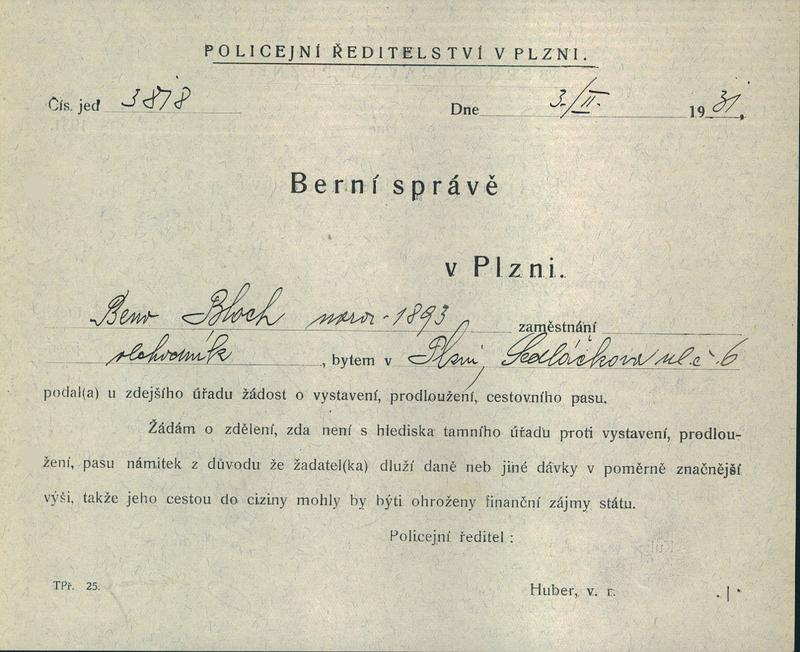 POLICEJNÍ ŘEDITELSTVÍ V PLZNI.
Čís. jed 3818 Dne 3./II. 1931.
Berní správě
v Plzni.
Beno Bloch naroz. 1893 zaměstnání
obchodník, bytem v Plzni, Sedláčkova ul. č 6
podal(a) u zdejšího úřadu žádost o vystavení, prodloužení, cestovního pasu.
Žádám o zdělení, zda není s hlediska tamního úřadu proti vystavení, prodlou-
žení, pasu námitek z důvodu že žadatel(ka) dluží daně neb jiné dávky v poměrně značnější
výši, takže jeho cestou do ciziny mohly by býti ohroženy finanční zájmy státu.
Policejní ředitel :
TPř. 25. Huber, v. r.